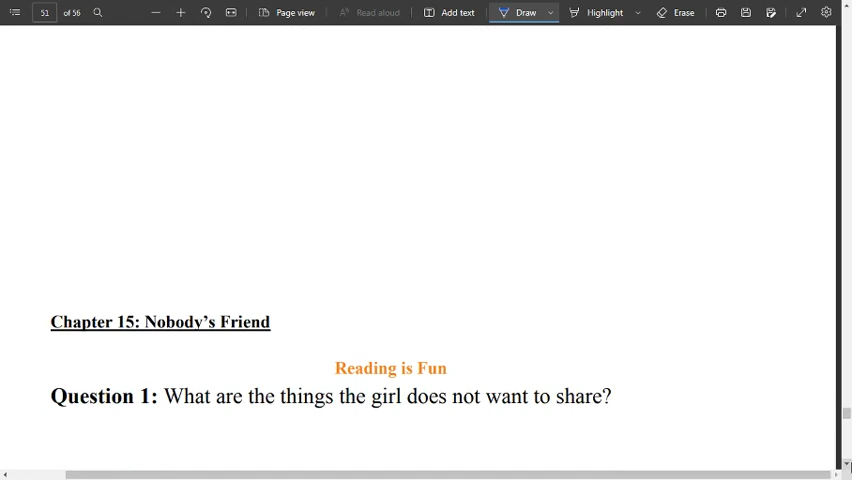 51 of 56 Page view Read aloud Add text Draw Highlight Erase
Chapter 15: Nobody's Friend
Reading is Fun
Question 1: What are the things the girl does not want to share?